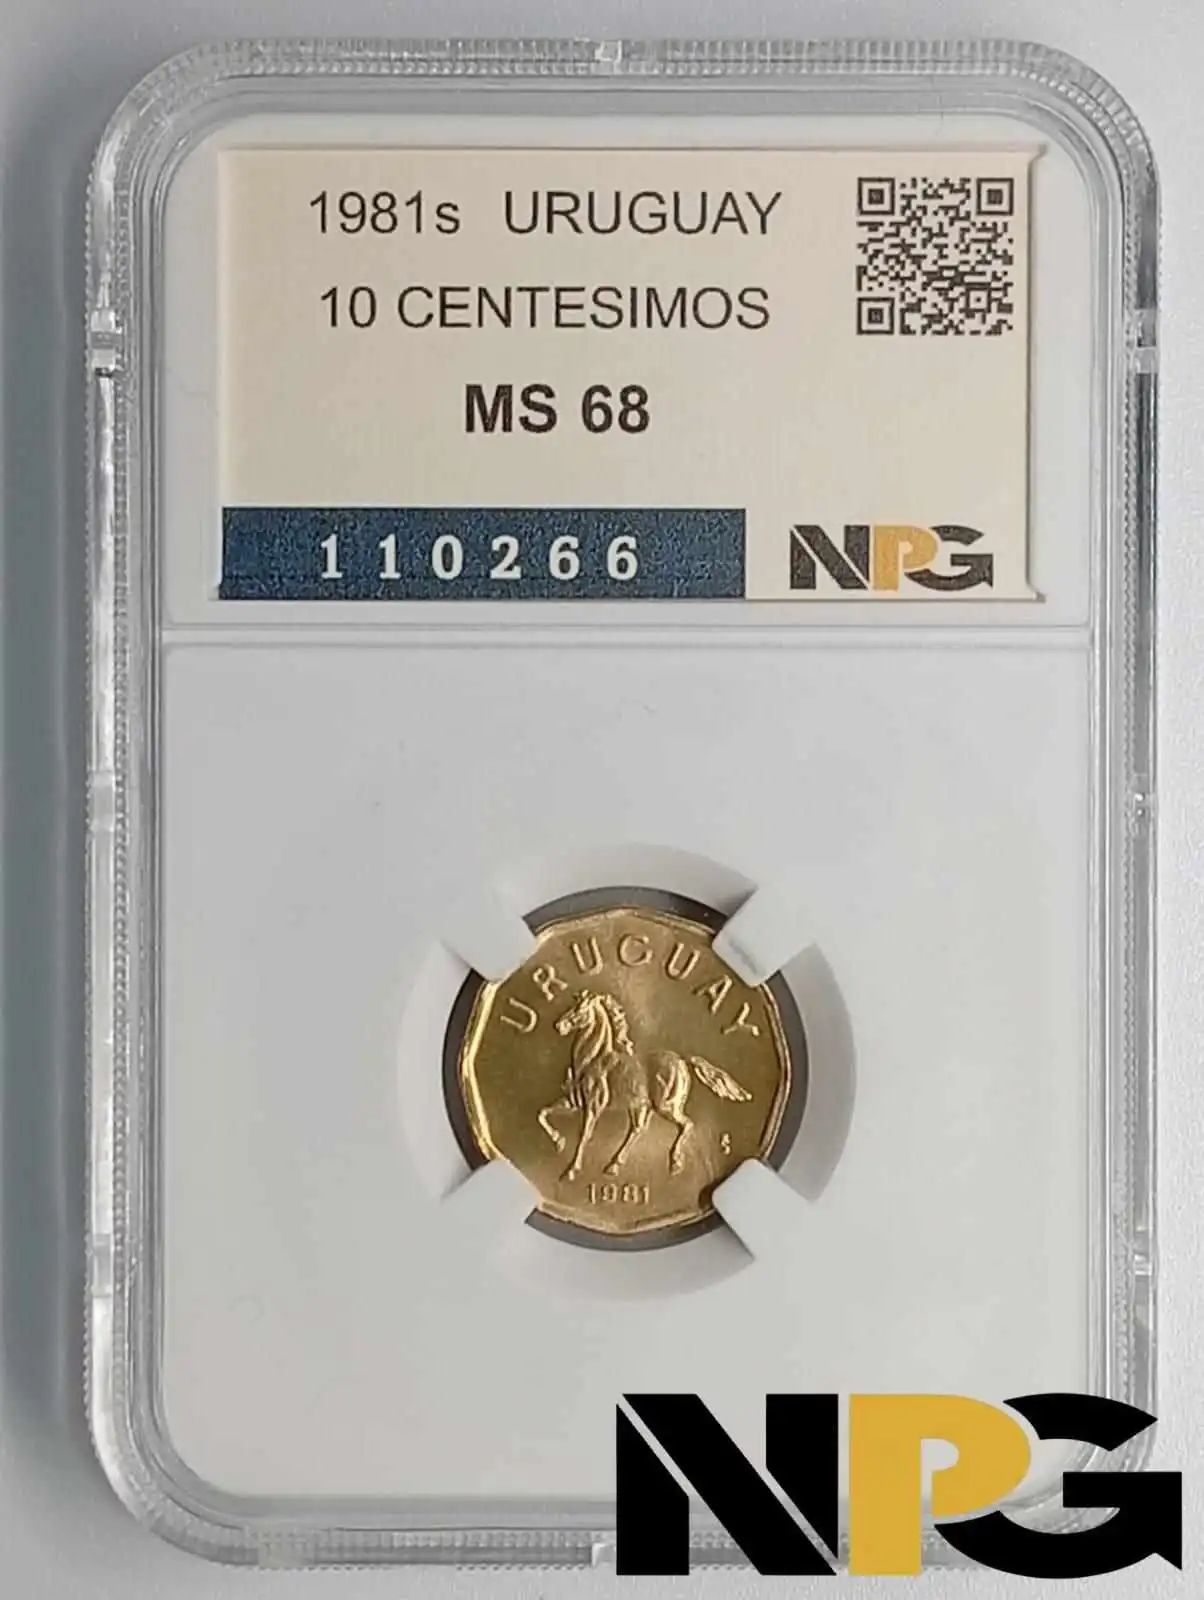 1981s URUGUAY
10 CENTESIMOS
MS 68
110266
NPG
URUGUAY
S
1981
NPG